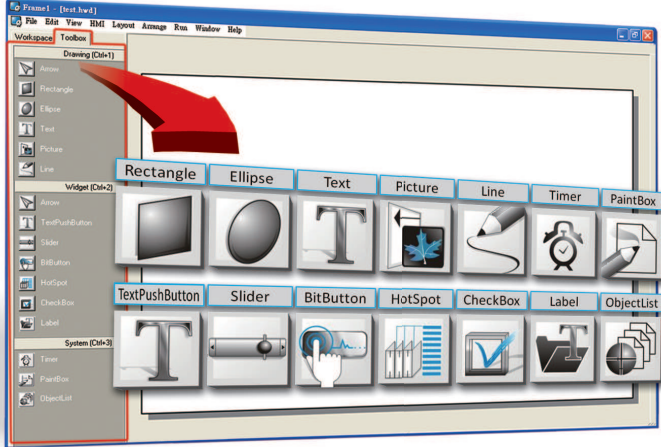 Frame1 - [test.hwd]
File Edit View HMI Layout Arrange Run Window Help
Workspace Toolbox
Drawing (Ctrl+1)
Arrow
Rectangle
Ellipse
Text
Picture
Line
Widget (Ctrl+2)
Arrow
TextPushButton
Slider
BitButton
HotSpot
CheckBox
Label
System (Ctrl+3)
Timer
PaintBox
ObjectList
Rectangle Ellipse Text Picture Line Timer PaintBox
TextPushButton Slider BitButton HotSpot CheckBox Label ObjectList